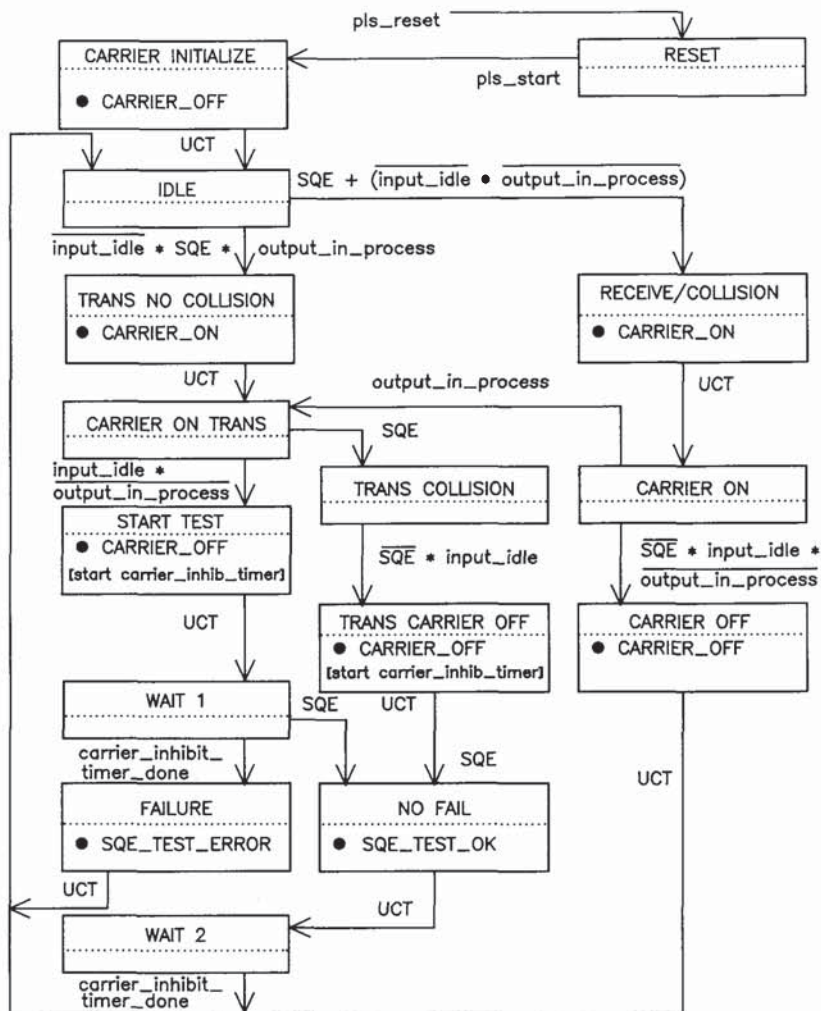 pls_reset
CARRIER INITIALIZE
RESET
pls_start
● CARRIER_OFF
UCT
IDLE
SQE + (input_idle ● output_in_process)
input_idle * SQE * output_in_process
TRANS NO COLLISION
● CARRIER_ON
RECEIVE/COLLISION
● CARRIER_ON
UCT
output_in_process
UCT
CARRIER ON TRANS
SQE
input_idle *
output_in_process
TRANS COLLISION
CARRIER ON
START TEST
● CARRIER_OFF
[start carrier_inhib_timer]
SQE * input_idle
SQE * input_idle *
output_in_process
UCT
TRANS CARRIER OFF
● CARRIER_OFF
[start carrier_inhib_timer]
CARRIER OFF
● CARRIER_OFF
WAIT 1
SQE
UCT
carrier_inhibit_
timer_done
SQE
UCT
FAILURE
● SQE_TEST_ERROR
NO FAIL
● SQE_TEST_OK
UCT
UCT
WAIT 2
carrier_inhibit_
timer_done